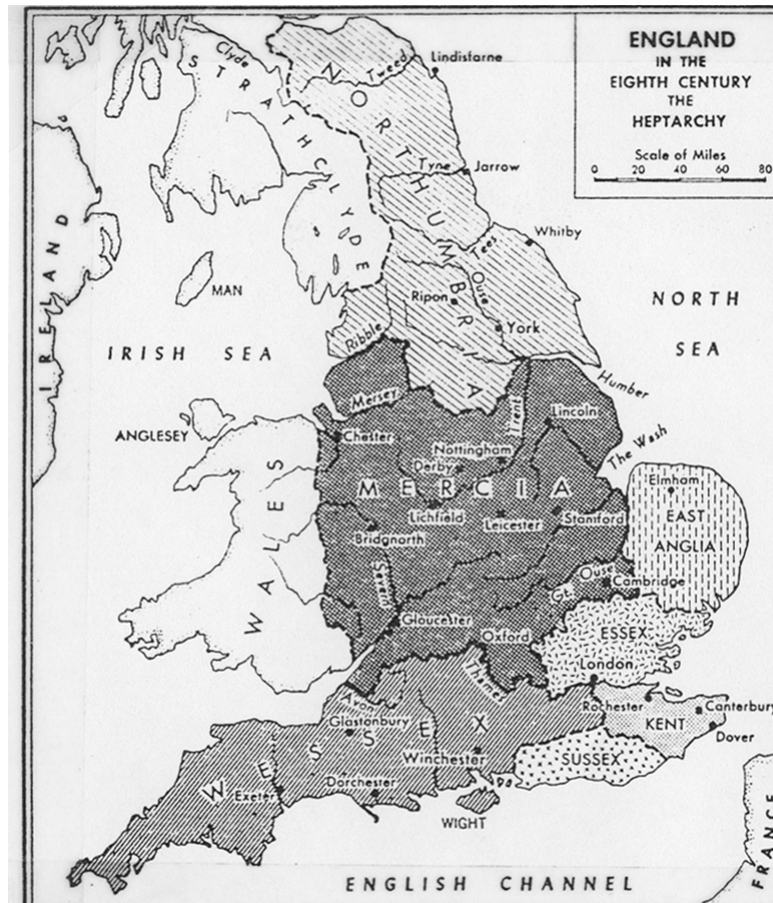 ENGLAND
IN THE
EIGHTH CENTURY
THE
HEPTARCHY
Scale of Miles
0 20 40 60 80
Clyde
STRATHCLYDE
NORTHUMBRIA
Tweed
Lindisfarne
Tyne
Jarrow
Tees
Whitby
Ouse
Ripon
York
MAN
IRELAND
NORTH
SEA
IRISH SEA
Ribble
Humber
Mersey
Trent
Lincoln
ANGLESEY
Chester
Nottingham
Derby
The Wash
MERCIA
Elmham
Lichfield
Leicester
Stamford
EAST
ANGLIA
WALES
Bridgnorth
Severn
Gt. Ouse
Cambridge
Gloucester
Oxford
ESSEX
London
Thames
Avon
Rochester
Canterbury
KENT
Dover
Glastonbury
WESSEX
Winchester
SUSSEX
Exeter
Dorchester
WIGHT
ENGLISH CHANNEL
FRANCE